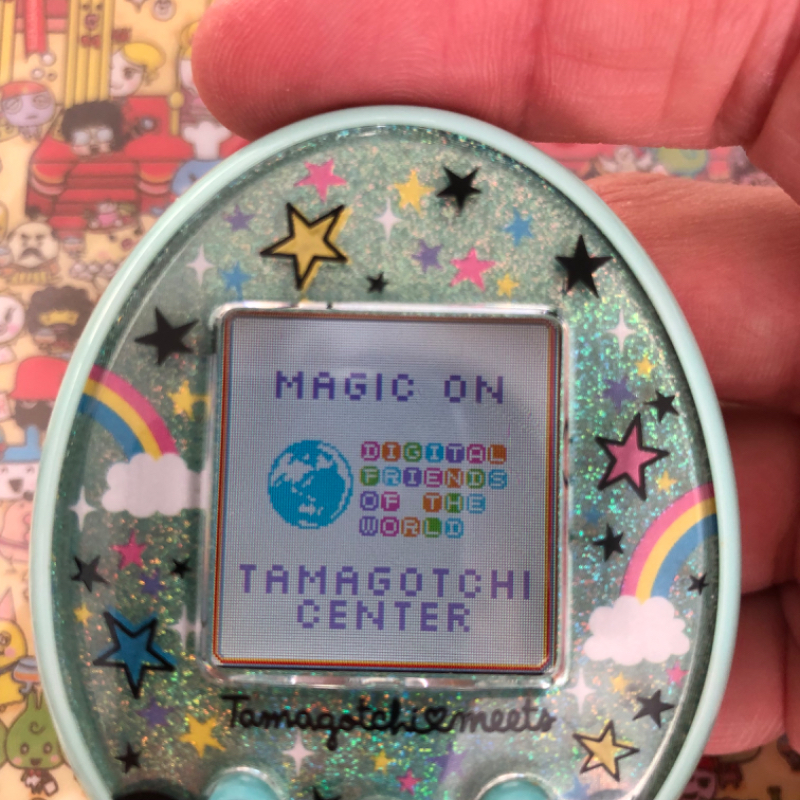 MAGIC ON
DIGITAL
FRIENDS
OF THE
WORLD
TAMAGOTCHI
CENTER
Tamagotchi♥meets